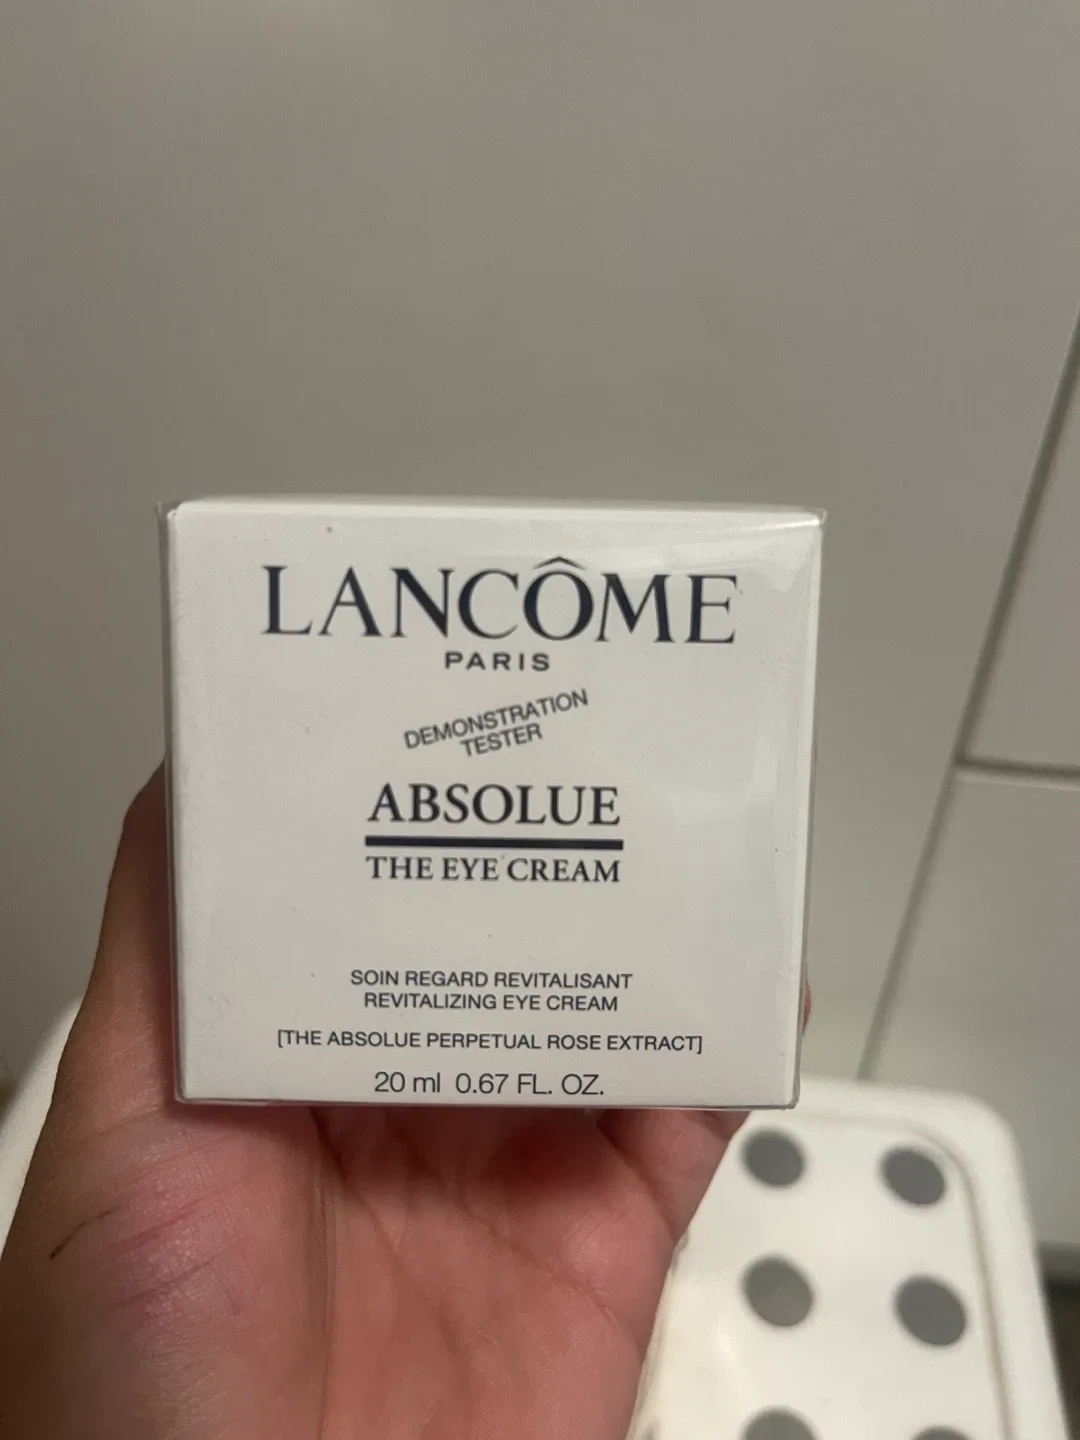 LANCÔME
PARIS
DEMONSTRATION
TESTER
ABSOLUE
THE EYE CREAM
SOIN REGARD REVITALISANT
REVITALIZING EYE CREAM
[THE ABSOLUE PERPETUAL ROSE EXTRACT]
20 ml 0.67 FL. OZ.